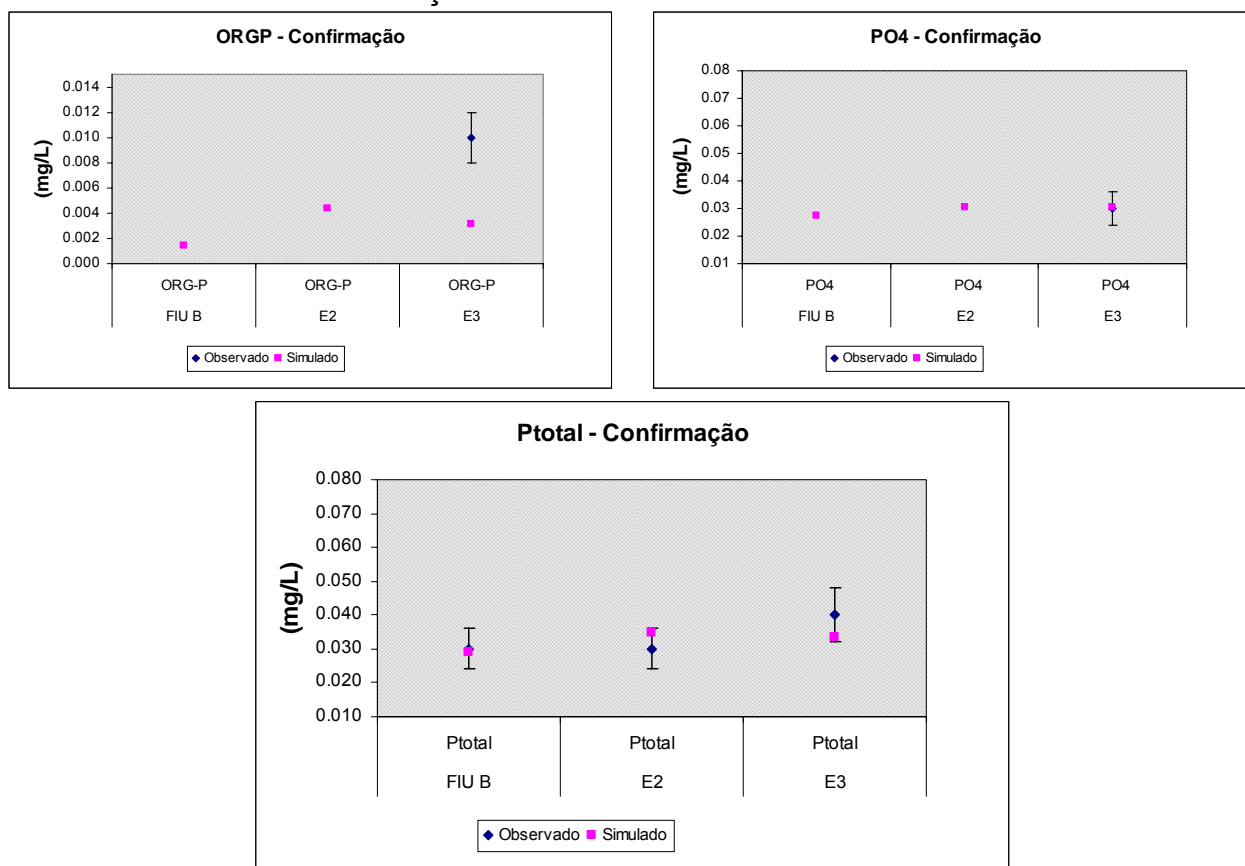 ORGP - Confirmação
(mg/L)
0.014
0.012
0.010
0.008
0.006
0.004
0.002
0.000
ORG-P ORG-P ORG-P
FIU B E2 E3
Observado Simulado
PO4 - Confirmação
(mg/L)
0.08
0.07
0.06
0.05
0.04
0.03
0.02
0.01
PO4 PO4 PO4
FIU B E2 E3
Observado Simulado
Ptotal - Confirmação
(mg/L)
0.080
0.070
0.060
0.050
0.040
0.030
0.020
0.010
Ptotal Ptotal Ptotal
FIU B E2 E3
Observado Simulado